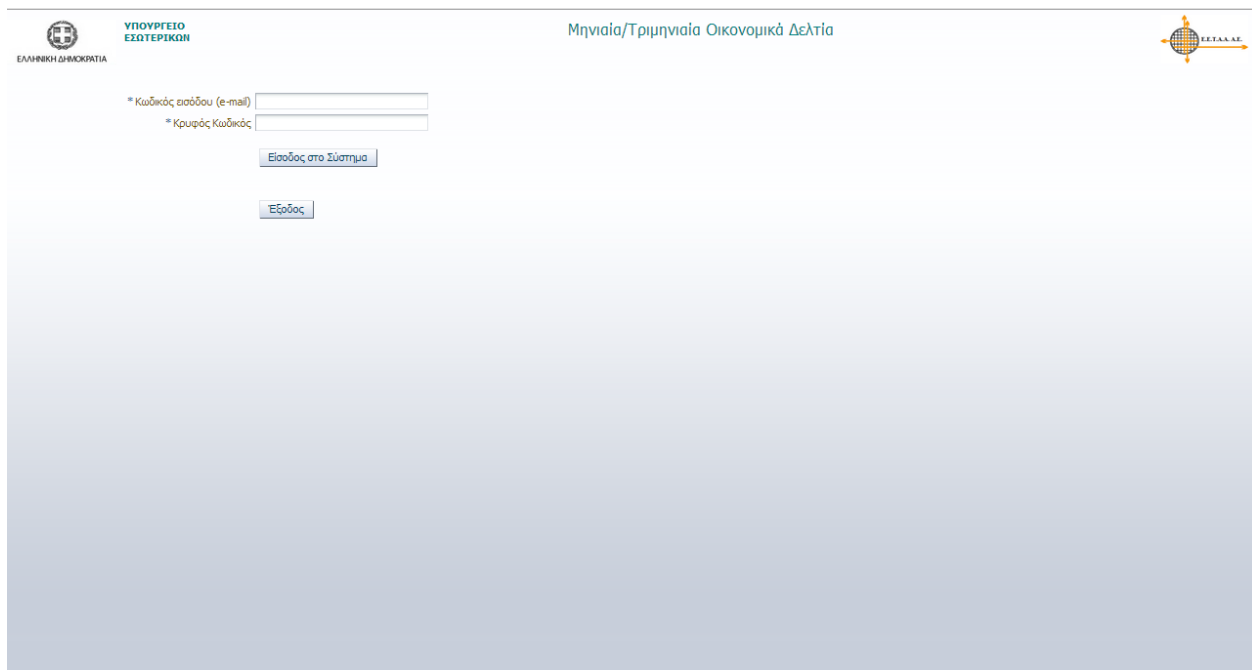 ΥΠΟΥΡΓΕΙΟ
ΕΣΩΤΕΡΙΚΩΝ
ΕΛΛΗΝΙΚΗ ΔΗΜΟΚΡΑΤΙΑ
Μηνιαία/Τριμηνιαία Οικονομικά Δελτία
Ε.Ε.Τ.Α.Α. Α.Ε.
* Κωδικός εισόδου (e-mail)
* Κρυφός Κωδικός
Είσοδος στο Σύστημα
Έξοδος